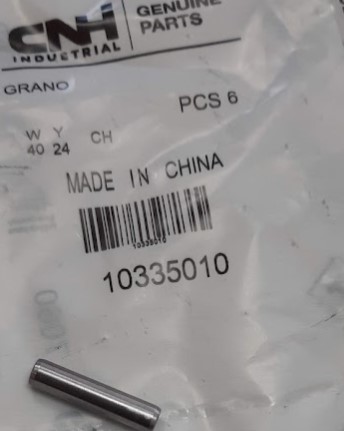 CNH
INDUSTRIAL
GENUINE
PARTS
GRANO
PCS 6
W Y CH
40 24
MADE IN CHINA
10335010
10335010